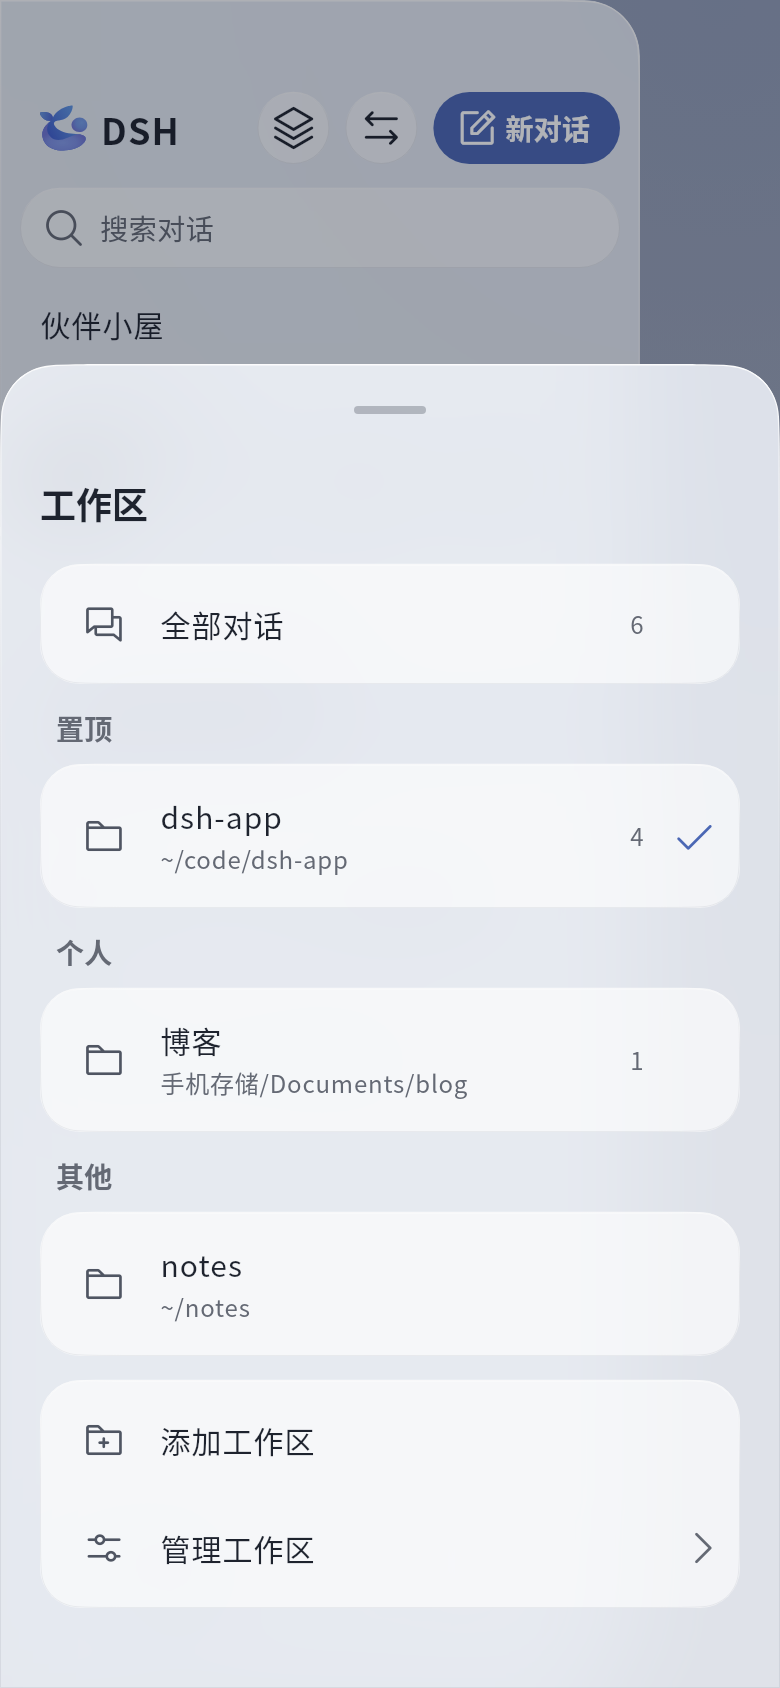 DSH
新对话
搜索对话
伙伴小屋
工作区
全部对话
6
置顶
dsh-app
~/code/dsh-app
4
个人
博客
手机存储/Documents/blog
1
其他
notes
~/notes
添加工作区
管理工作区